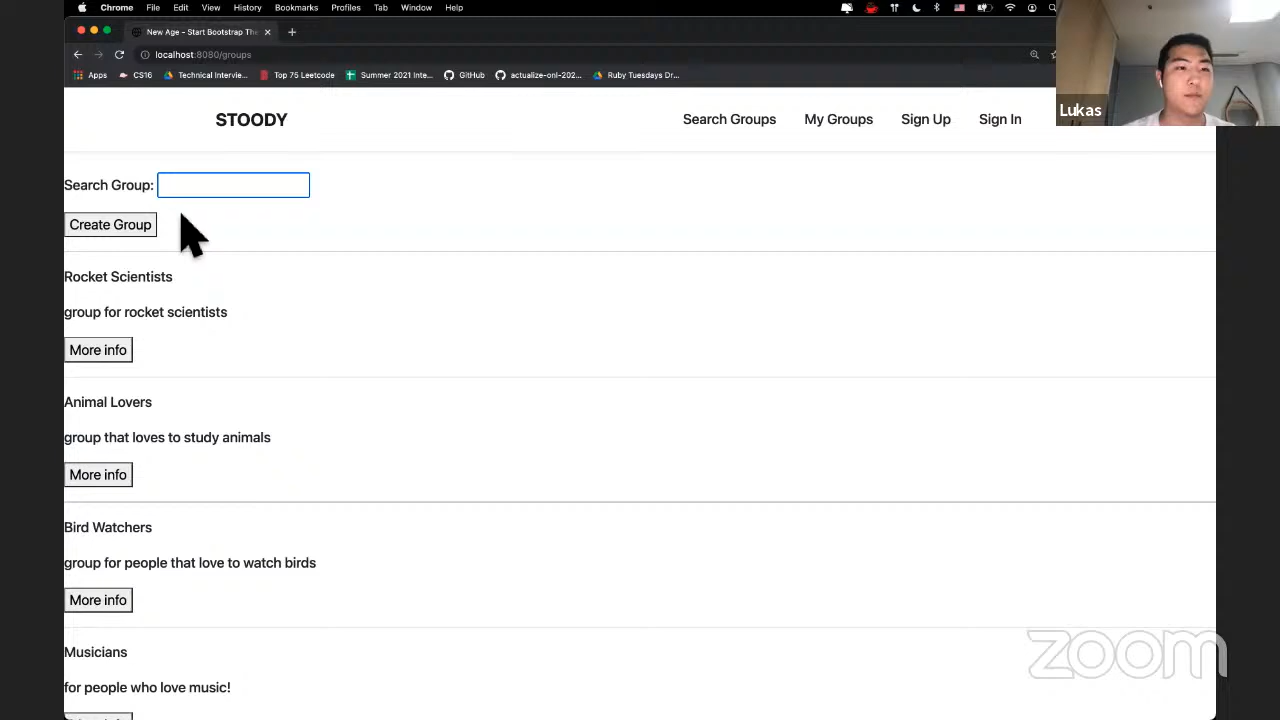 Chrome File Edit View History Bookmarks Profiles Tab Window Help
New Age - Start Bootstrap The
localhost:8080/groups
Apps CS16 Technical Intervie... Top 75 Leetcode Summer 2021 Inte... GitHub actualize-onl-202... Ruby Tuesdays Dr...
Lukas
STOODY Search Groups My Groups Sign Up Sign In
Search Group:
Create Group
Rocket Scientists
group for rocket scientists
More info
Animal Lovers
group that loves to study animals
More info
Bird Watchers
group for people that love to watch birds
More info
Musicians
for people who love music!
zoom